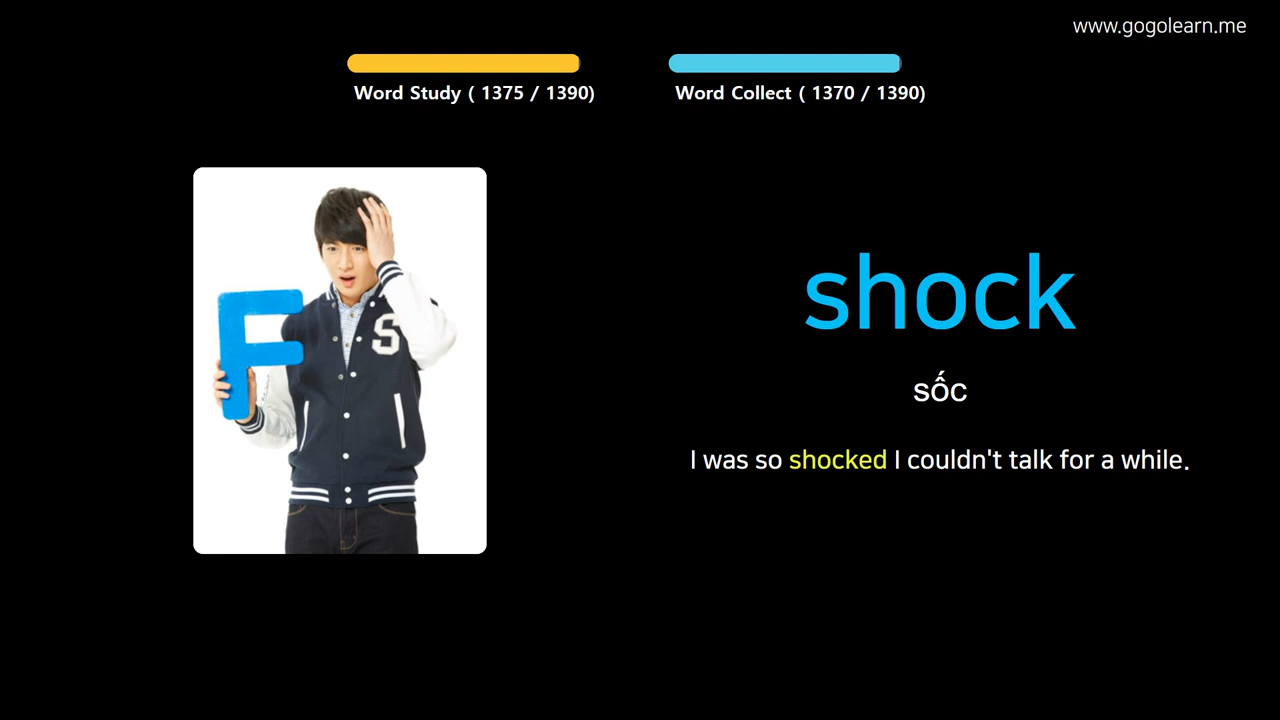 www.gogolearn.me
Word Study ( 1375 / 1390)
Word Collect ( 1370 / 1390)
F
S
shock
sốc
I was so shocked I couldn't talk for a while.